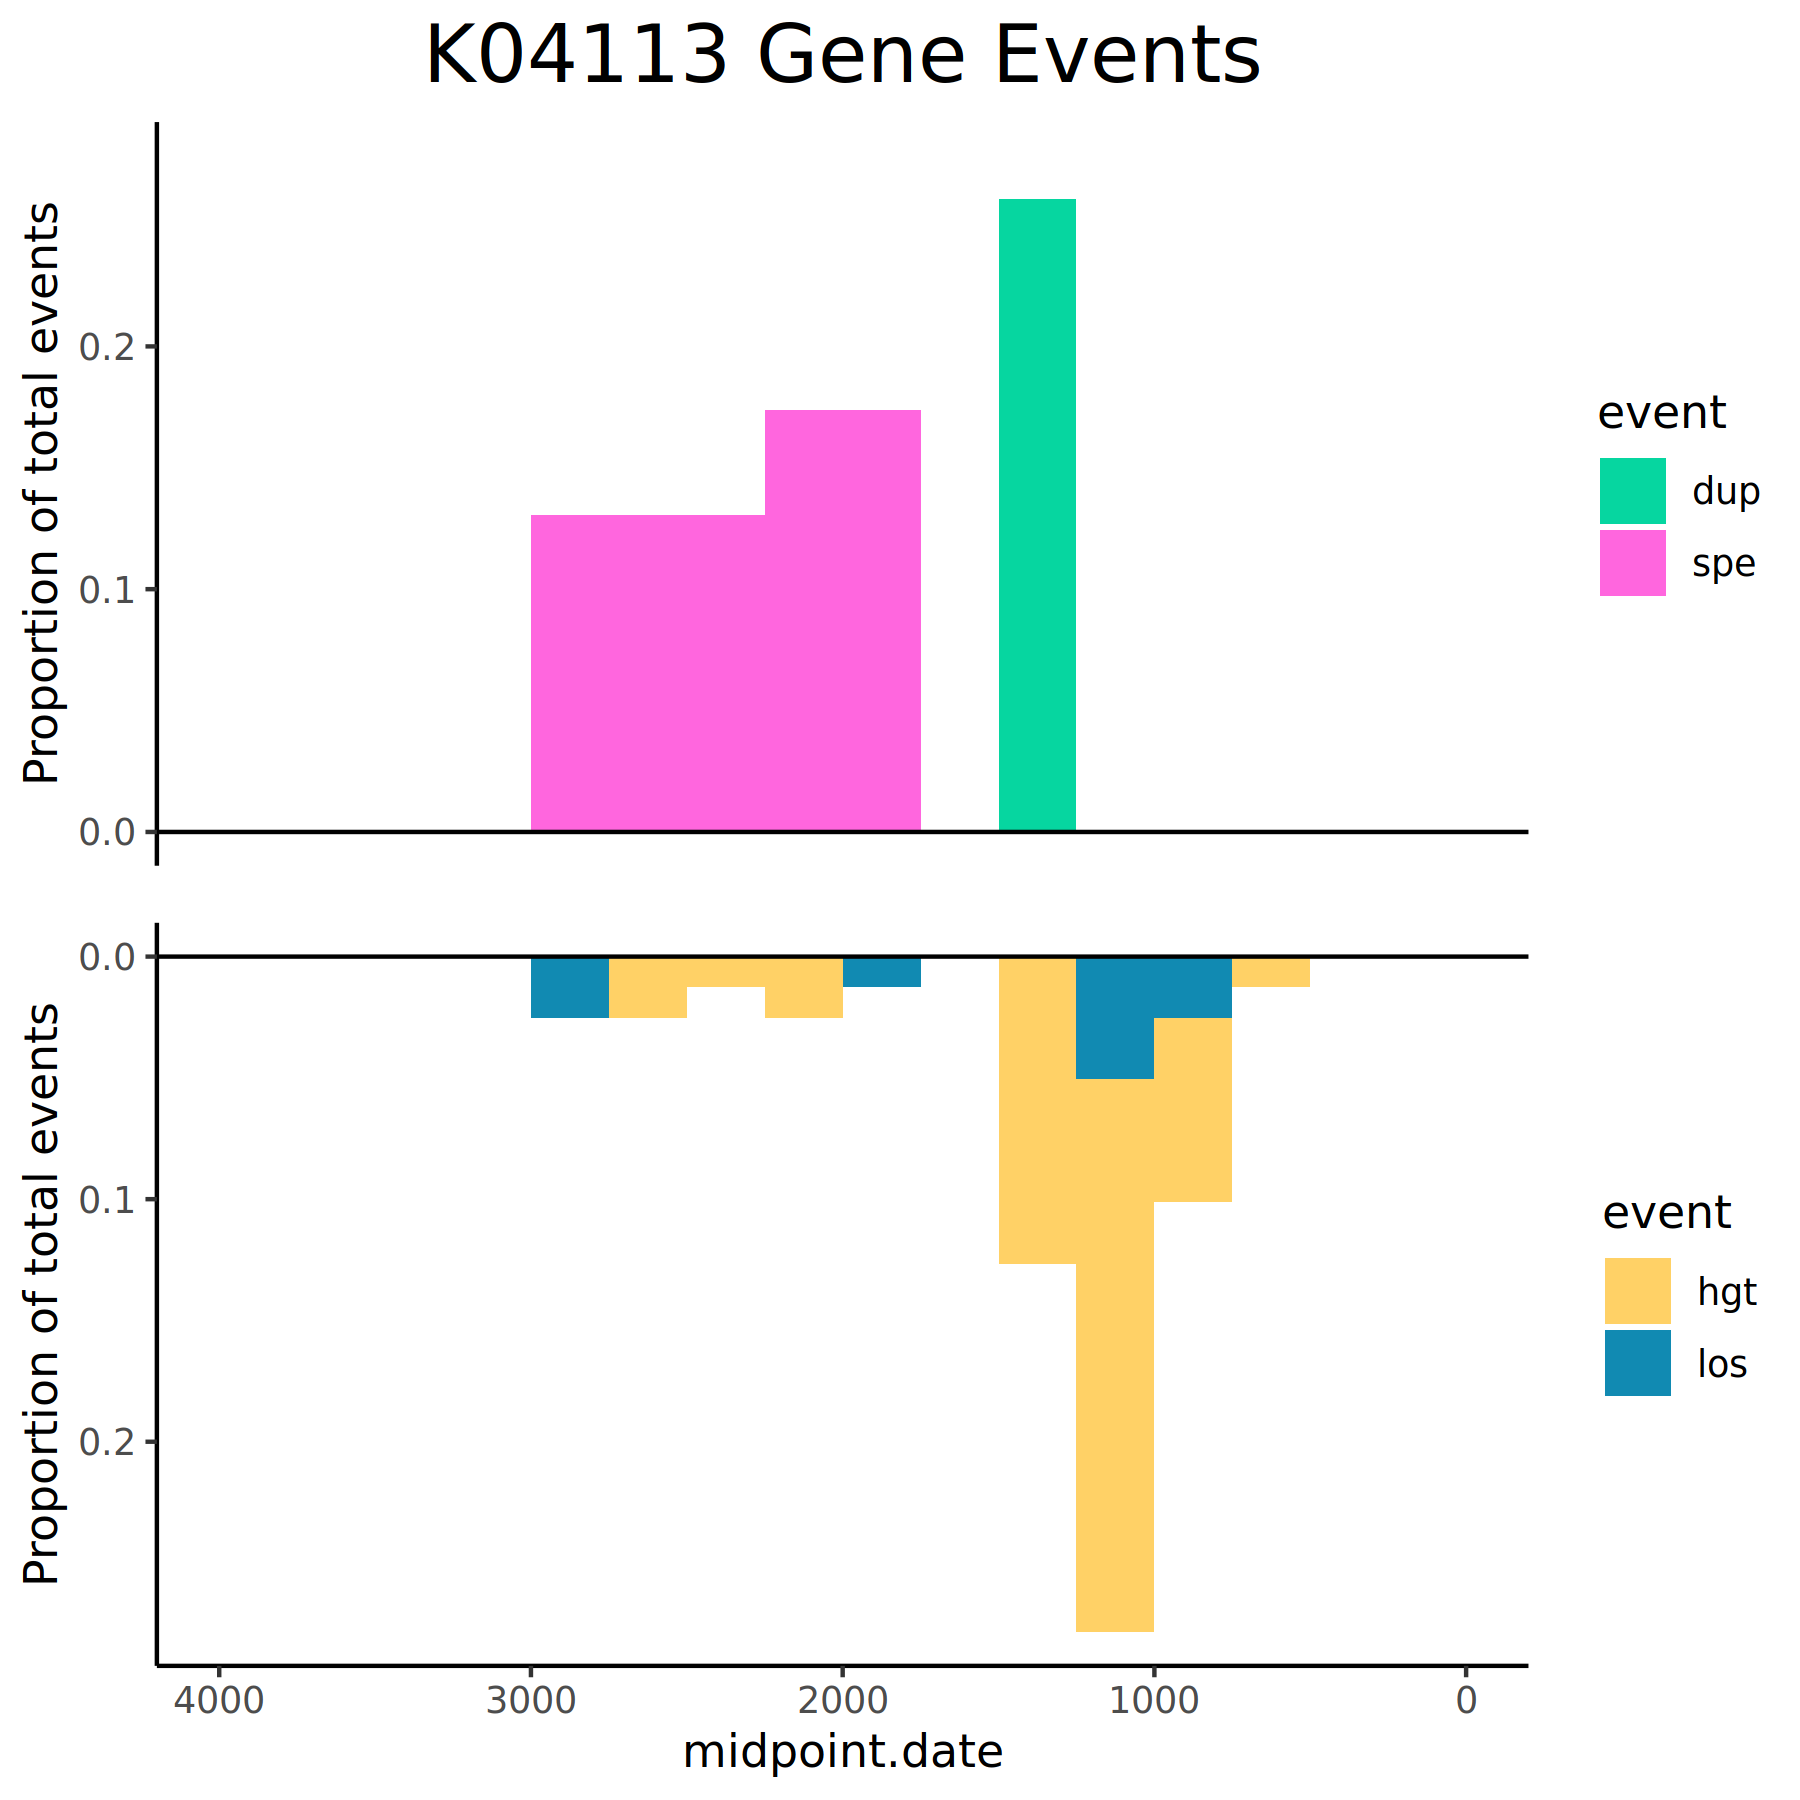 K04113 Gene Events
Proportion of total events
0.2
0.1
0.0
event
dup
spe
Proportion of total events
0.0
0.1
0.2
event
hgt
los
4000 3000 2000 1000 0
midpoint.date